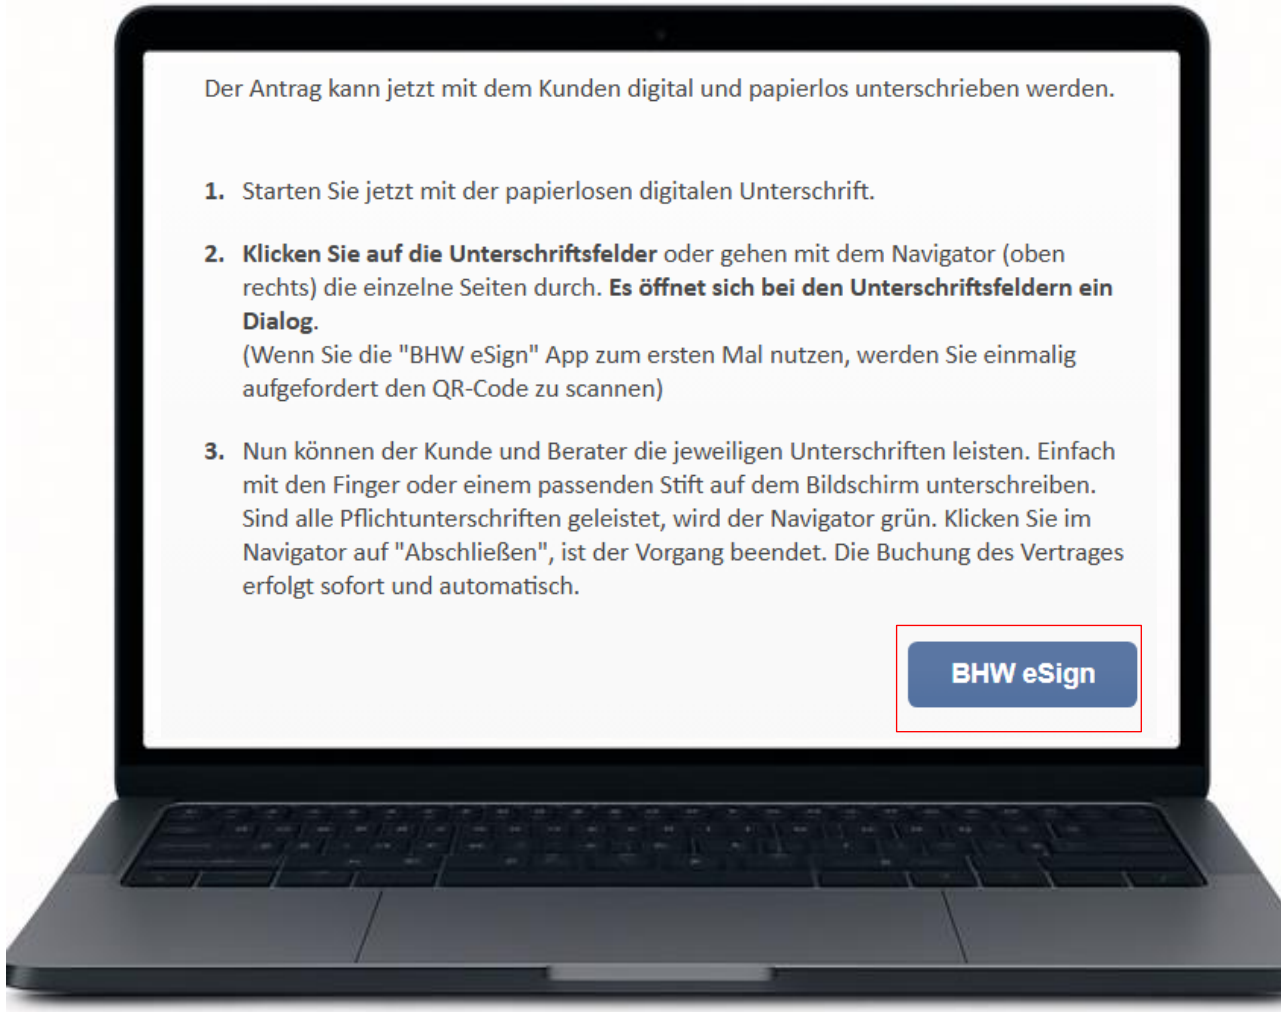 Der Antrag kann jetzt mit dem Kunden digital und papierlos unterschrieben werden.
1. Starten Sie jetzt mit der papierlosen digitalen Unterschrift.
2. Klicken Sie auf die Unterschriftsfelder oder gehen mit dem Navigator (oben
rechts) die einzelne Seiten durch. Es öffnet sich bei den Unterschriftsfeldern ein
Dialog.
(Wenn Sie die "BHW eSign" App zum ersten Mal nutzen, werden Sie einmalig
aufgefordert den QR-Code zu scannen)
3. Nun können der Kunde und Berater die jeweiligen Unterschriften leisten. Einfach
mit den Finger oder einem passenden Stift auf dem Bildschirm unterschreiben.
Sind alle Pflichtunterschriften geleistet, wird der Navigator grün. Klicken Sie im
Navigator auf "Abschließen", ist der Vorgang beendet. Die Buchung des Vertrages
erfolgt sofort und automatisch.
BHW eSign